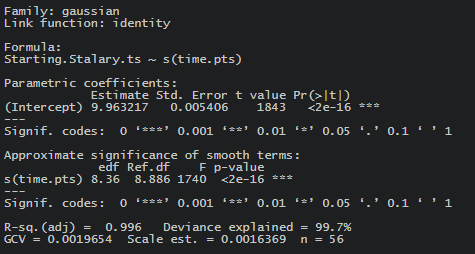 Family: gaussian
Link function: identity
Formula:
Starting.Stalary.ts ~ s(time.pts)
Parametric coefficients:
Estimate Std. Error t value Pr(>|t|)
(Intercept) 9.963217 0.005406 1843 <2e-16 ***
---
Signif. codes: 0 ‘***’ 0.001 ‘**’ 0.01 ‘*’ 0.05 ‘.’ 0.1 ‘ ’ 1
Approximate significance of smooth terms:
edf Ref.df F p-value
s(time.pts) 8.36 8.886 1740 <2e-16 ***
---
Signif. codes: 0 ‘***’ 0.001 ‘**’ 0.01 ‘*’ 0.05 ‘.’ 0.1 ‘ ’ 1
R-sq.(adj) = 0.996 Deviance explained = 99.7%
GCV = 0.0019654 Scale est. = 0.0016369 n = 56